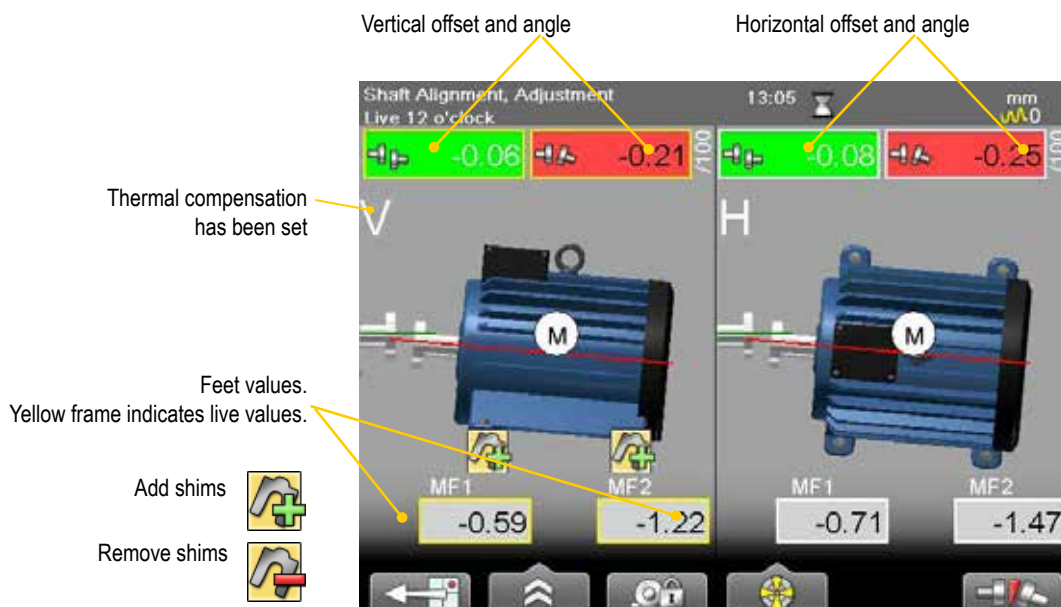 Vertical offset and angle
Horizontal offset and angle
Shaft Alignment, Adjustment
13:05
mm
Live 12 o'clock
0
-0.06
-0.21
/100
-0.08
-0.25
/100
Thermal compensation
has been set
V
H
M
M
Feet values.
Yellow frame indicates live values.
MF1
MF2
MF1
MF2
-0.59
-1.22
-0.71
-1.47
Add shims
Remove shims